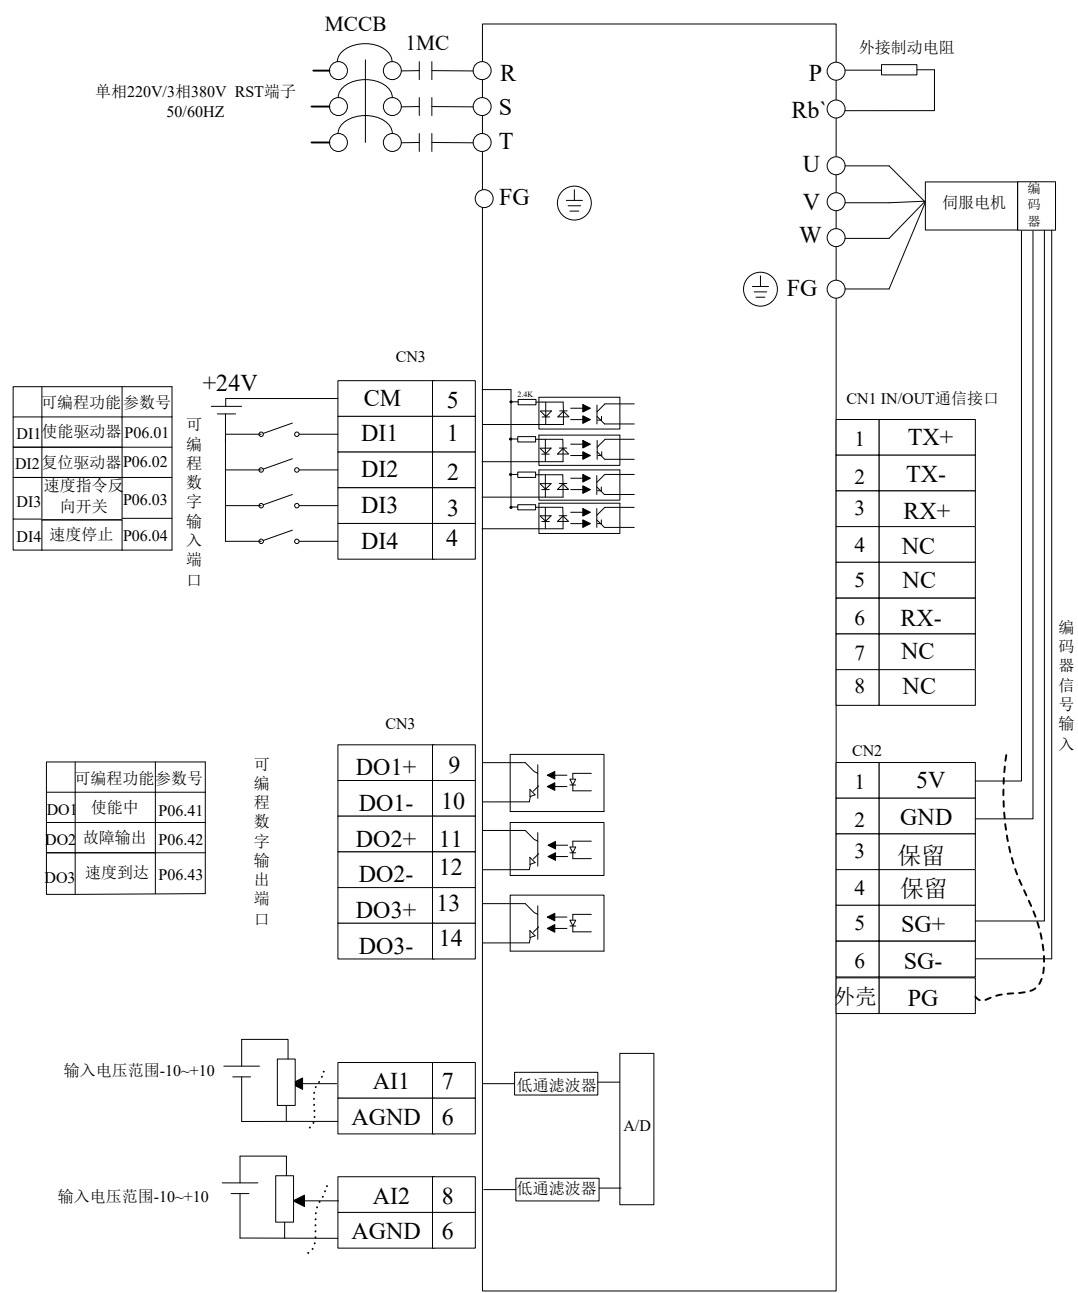 MCCB
1MC
单相220V/3相380V RST端子
50/60HZ
R
S
T
FG
外接制动电阻
P
Rb`
U
V
W
FG
伺服电机
编码器
CN3
+24V
可编程功能 参数号
DI1 使能驱动器 P06.01
DI2 复位驱动器 P06.02
DI3 速度指令反向开关 P06.03
DI4 速度停止 P06.04
可编程数字输入端口
CM 5
DI1 1
DI2 2
DI3 3
DI4 4
2.4K
CN1 IN/OUT通信接口
1 TX+
2 TX-
3 RX+
4 NC
5 NC
6 RX-
7 NC
8 NC
编码器信号输入
CN3
可编程功能 参数号
DO1 使能中 P06.41
DO2 故障输出 P06.42
DO3 速度到达 P06.43
可编程数字输出端口
DO1+ 9
DO1- 10
DO2+ 11
DO2- 12
DO3+ 13
DO3- 14
CN2
1 5V
2 GND
3 保留
4 保留
5 SG+
6 SG-
外壳 PG
输入电压范围-10~+10
AI1 7
AGND 6
低通滤波器
A/D
输入电压范围-10~+10
AI2 8
AGND 6
低通滤波器